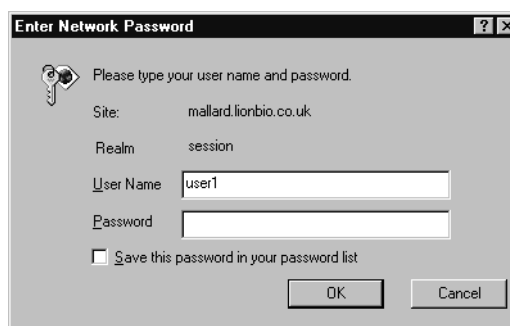 Enter Network Password
Please type your user name and password.
Site: mallard.lionbio.co.uk
Realm session
User Name user1
Password
Save this password in your password list
OK Cancel